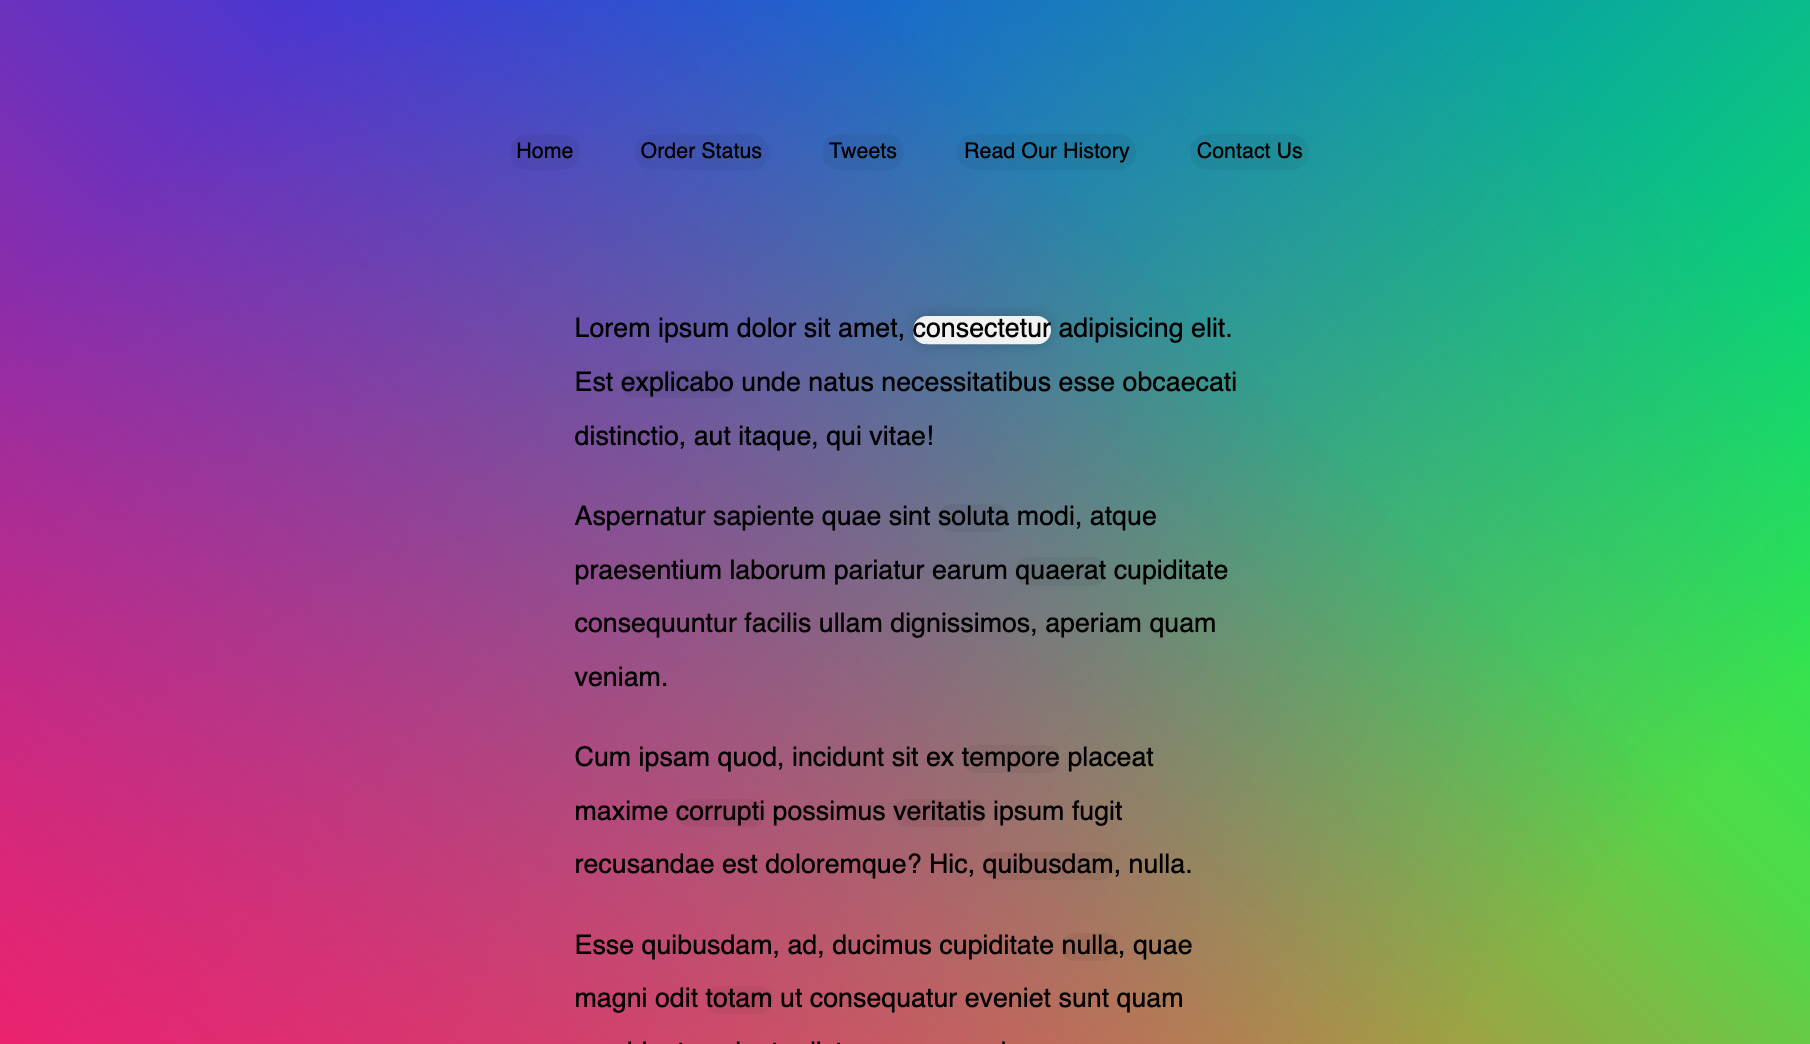 Home Order Status Tweets Read Our History Contact Us
Lorem ipsum dolor sit amet, consectetur adipisicing elit.
Est explicabo unde natus necessitatibus esse obcaecati
distinctio, aut itaque, qui vitae!
Aspernatur sapiente quae sint soluta modi, atque
praesentium laborum pariatur earum quaerat cupiditate
consequuntur facilis ullam dignissimos, aperiam quam
veniam.
Cum ipsam quod, incidunt sit ex tempore placeat
maxime corrupti possimus veritatis ipsum fugit
recusandae est doloremque? Hic, quibusdam, nulla.
Esse quibusdam, ad, ducimus cupiditate nulla, quae
magni odit totam ut consequatur eveniet sunt quam